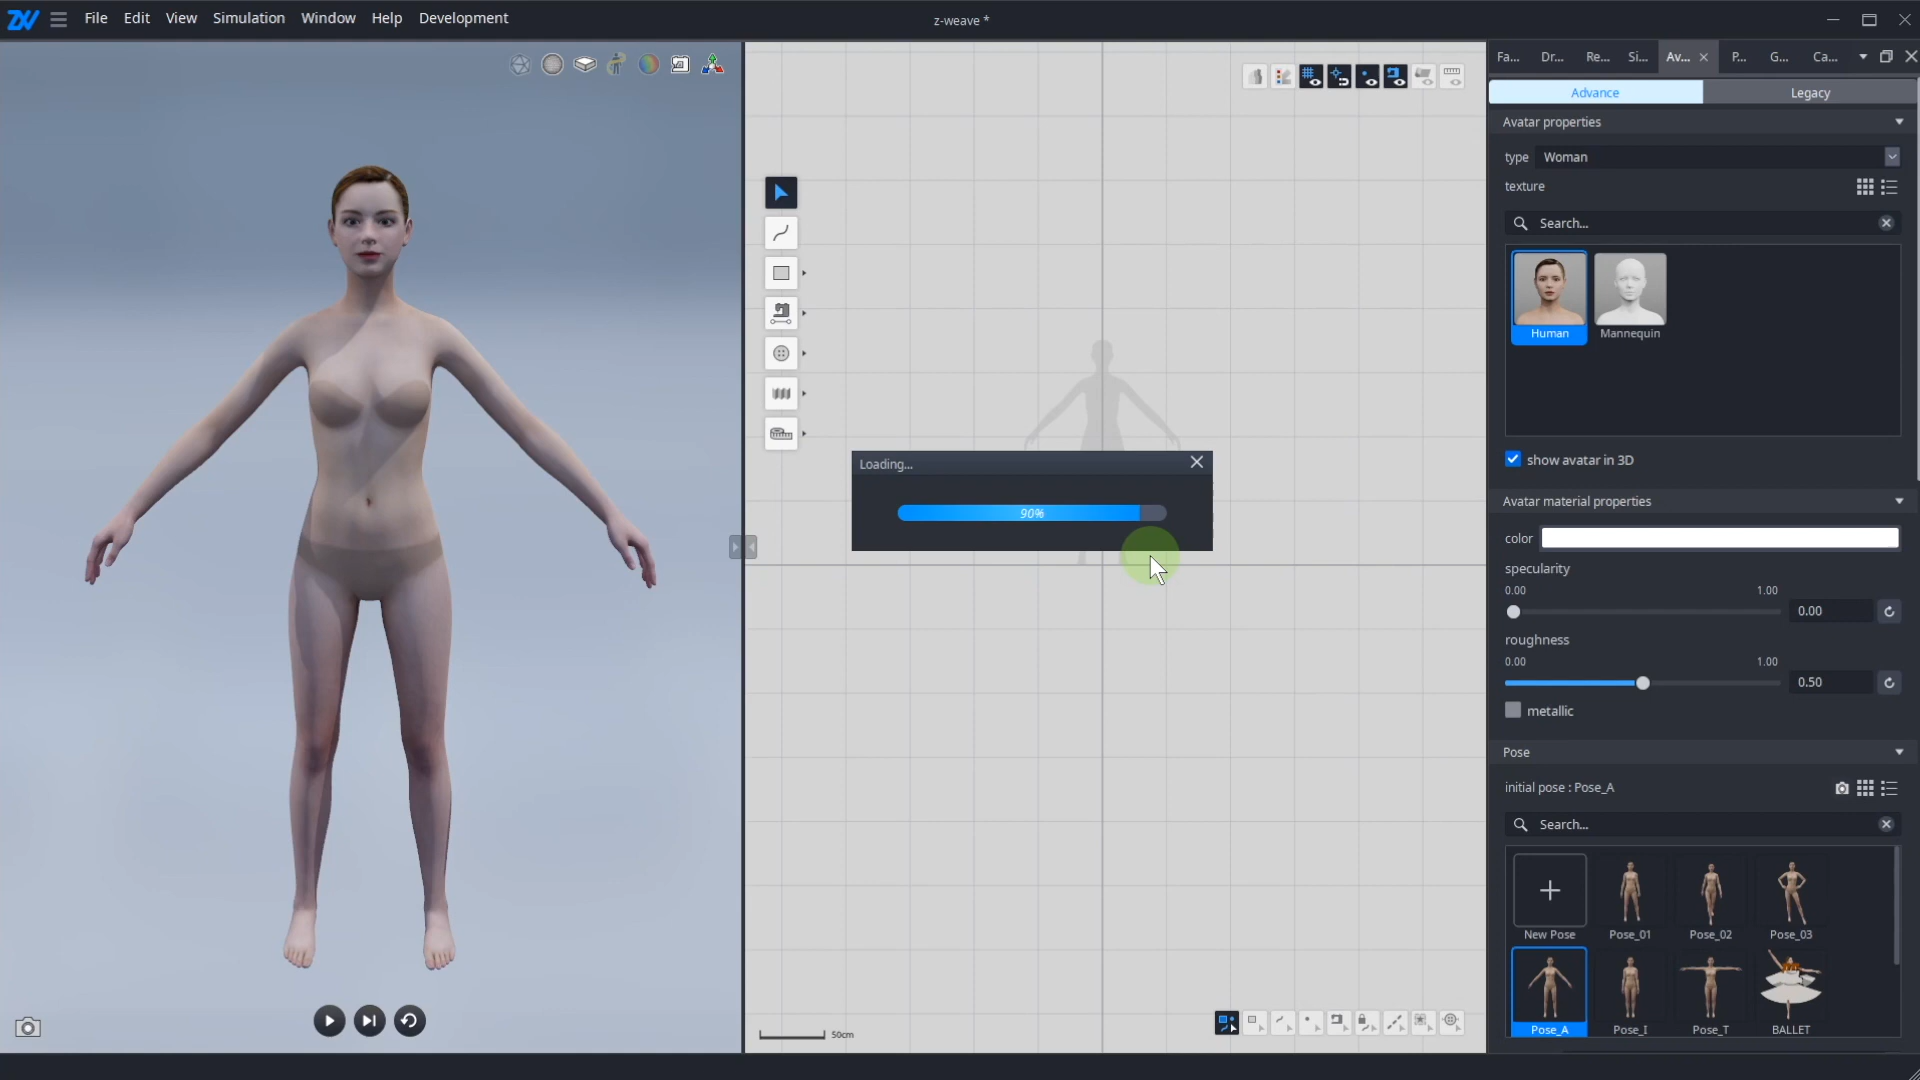 File Edit View Simulation Window Help Development
z-weave *
Fa... Dr... Re... Si... Av... P... G... Ca...
Advance Legacy
Avatar properties
type Woman
texture
Search...
Human Mannequin
show avatar in 3D
Avatar material properties
color
specularity
0.00 1.00
0.00
roughness
0.00 1.00
0.50
metallic
Pose
initial pose : Pose_A
Search...
New Pose Pose_01 Pose_02 Pose_03
Pose_A Pose_I Pose_T BALLET
Loading...
90%
50cm